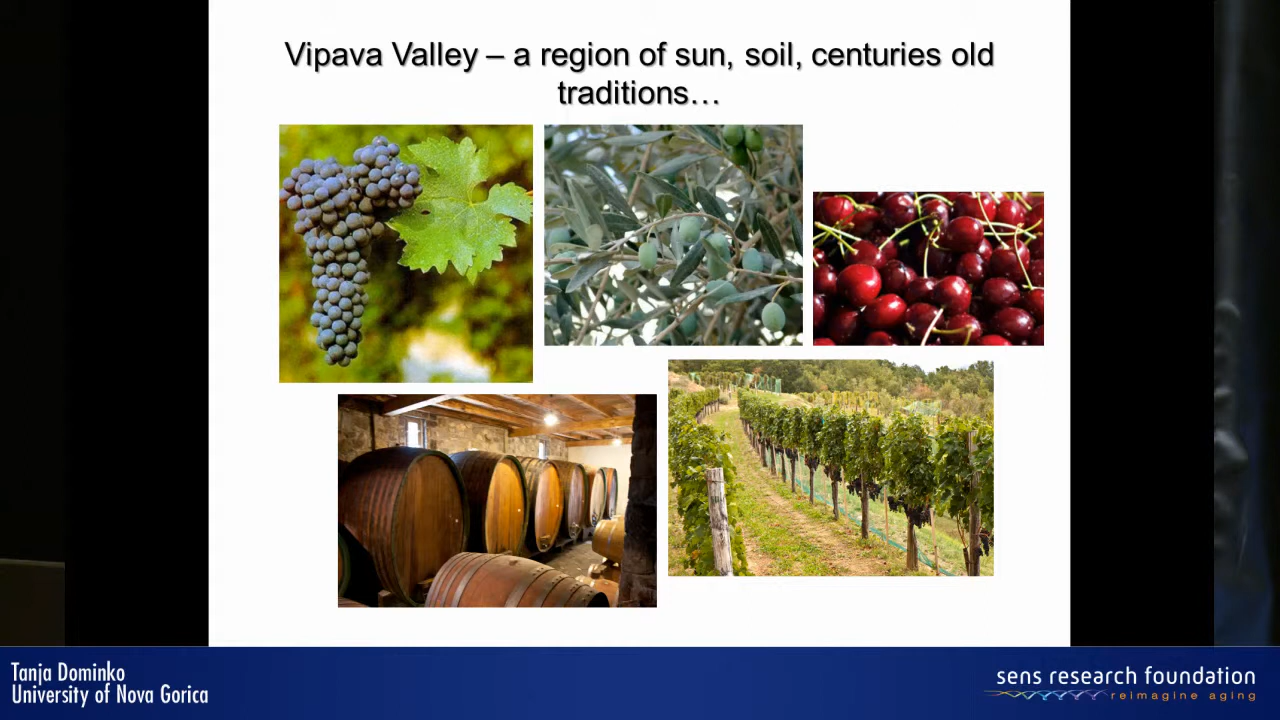 Vipava Valley – a region of sun, soil, centuries old
traditions…
Tanja Dominko
University of Nova Gorica
sens research foundation
reimagine aging